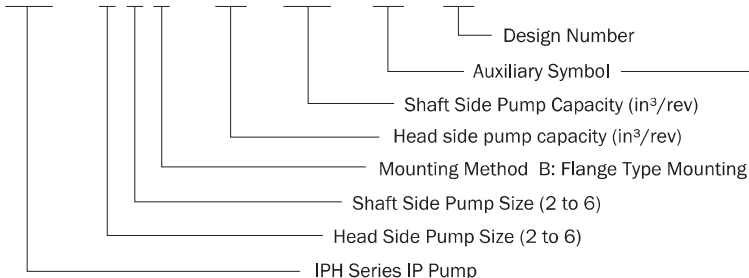 Design Number
Auxiliary Symbol
Shaft Side Pump Capacity (in³/rev)
Head side pump capacity (in³/rev)
Mounting Method B: Flange Type Mounting
Shaft Side Pump Size (2 to 6)
Head Side Pump Size (2 to 6)
IPH Series IP Pump